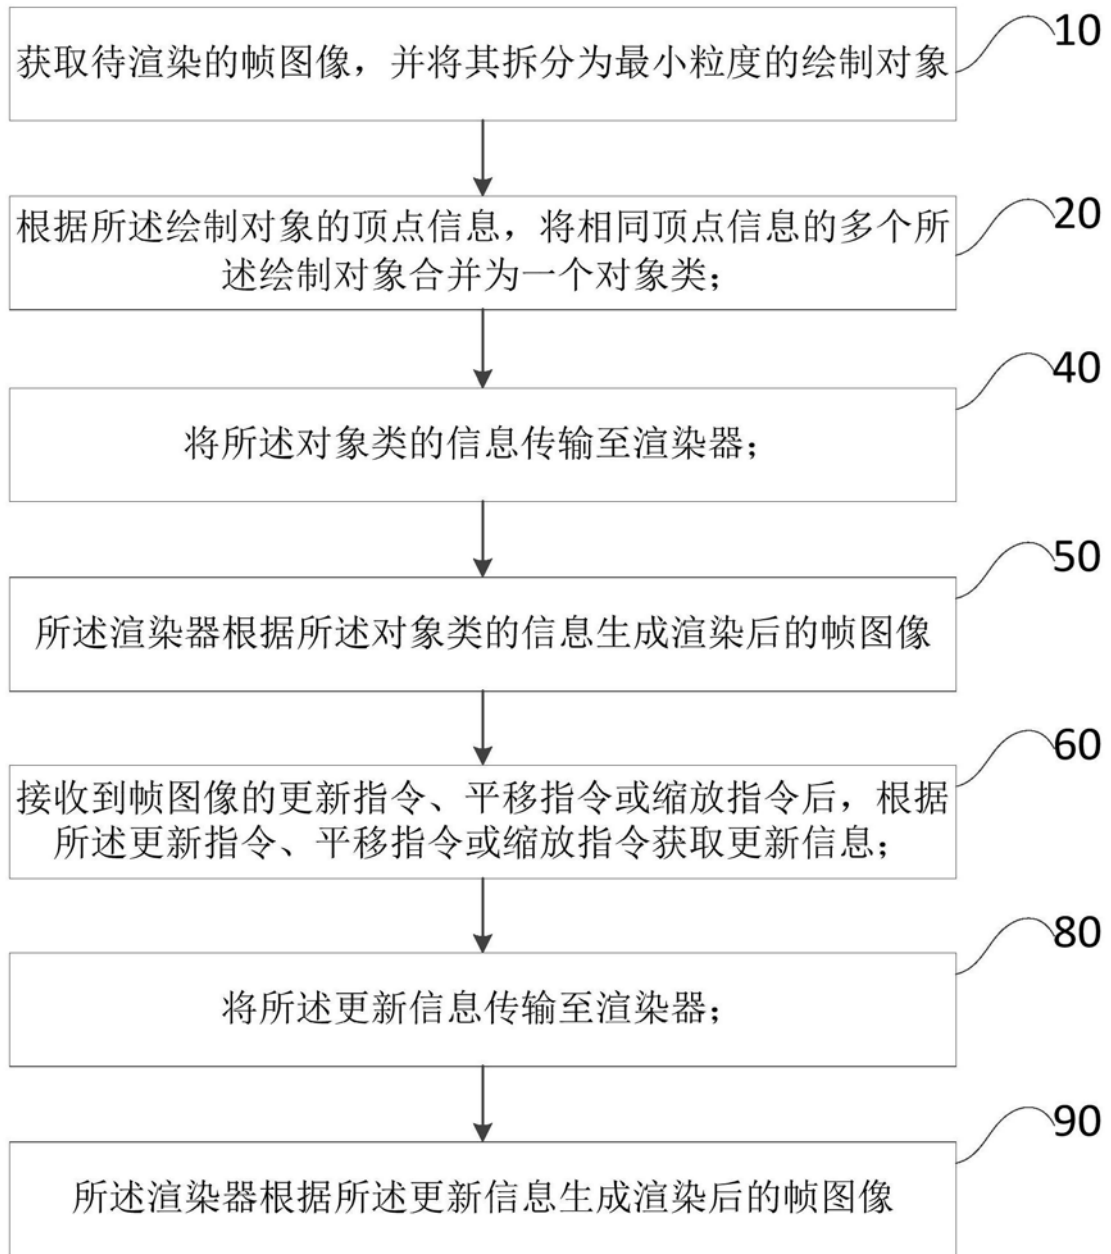 10
获取待渲染的帧图像，并将其拆分为最小粒度的绘制对象
20
根据所述绘制对象的顶点信息，将相同顶点信息的多个所
述绘制对象合并为一个对象类；
40
将所述对象类的信息传输至渲染器；
50
所述渲染器根据所述对象类的信息生成渲染后的帧图像
60
接收到帧图像的更新指令、平移指令或缩放指令后，根据
所述更新指令、平移指令或缩放指令获取更新信息；
80
将所述更新信息传输至渲染器；
90
所述渲染器根据所述更新信息生成渲染后的帧图像